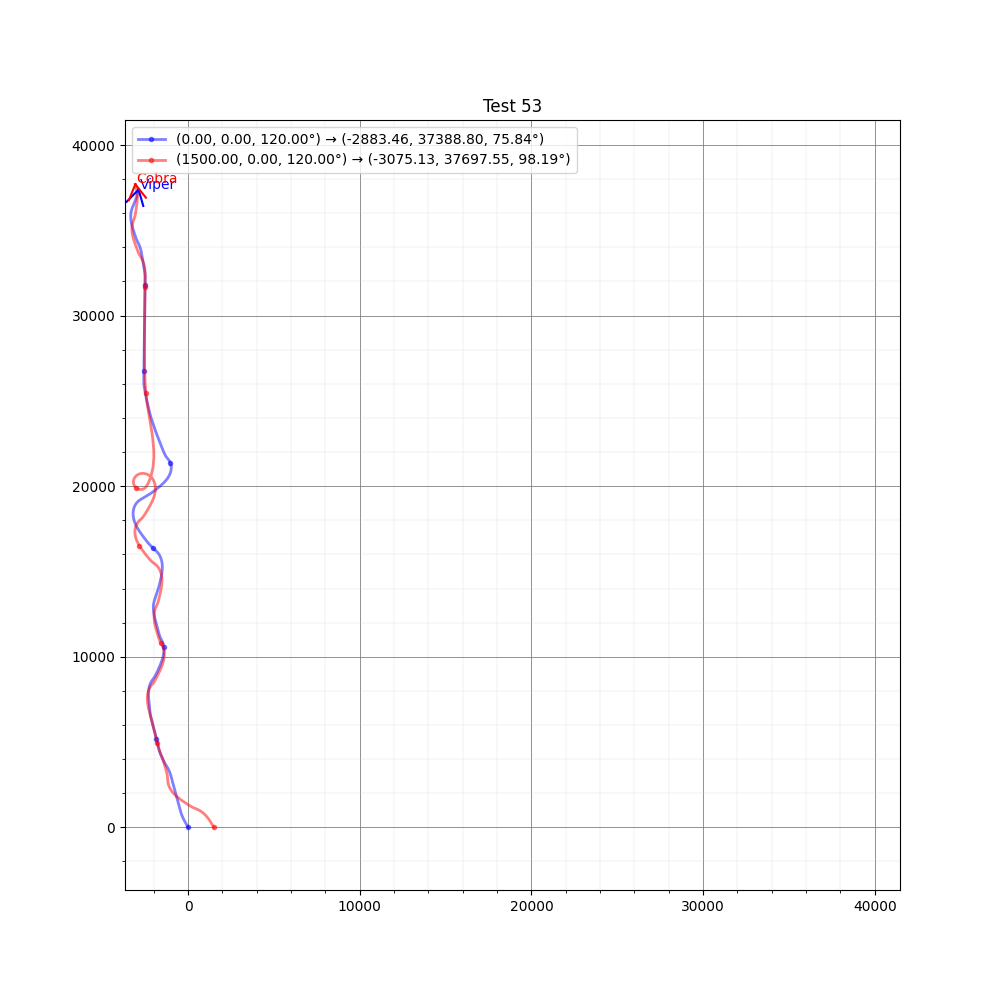 Test 53
(0.00, 0.00, 120.00°) → (-2883.46, 37388.80, 75.84°)
(1500.00, 0.00, 120.00°) → (-3075.13, 37697.55, 98.19°)
Cobra
Viper
40000
30000
20000
10000
0
0 10000 20000 30000 40000